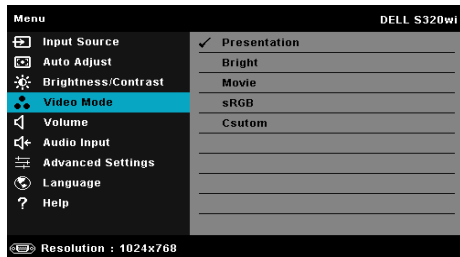 Menu DELL S320wi
Input Source
Auto Adjust
Brightness/Contrast
Video Mode
Volume
Audio Input
Advanced Settings
Language
Help
Presentation
Bright
Movie
sRGB
Csutom
Resolution : 1024x768